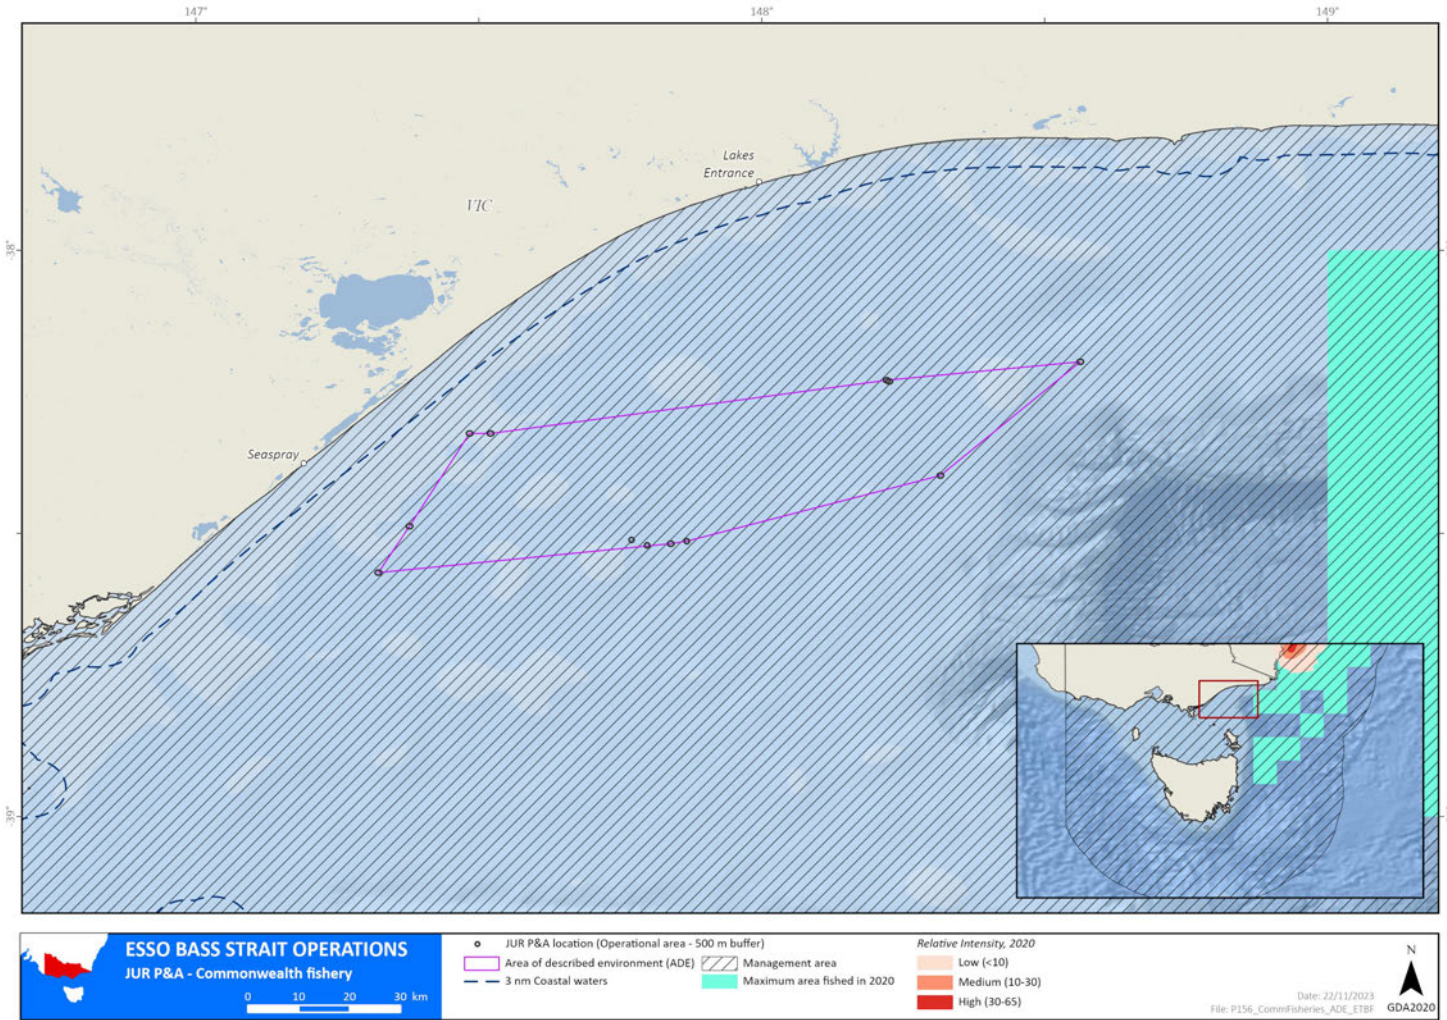 147°
148°
149°
Lakes
Entrance
VIC
-38°
Seaspray
-39°
ESSO BASS STRAIT OPERATIONS
JUR P&A - Commonwealth fishery
0 10 20 30 km
JUR P&A location (Operational area - 500 m buffer)
Area of described environment (ADE)
3 nm Coastal waters
Management area
Maximum area fished in 2020
Relative Intensity, 2020
Low (<10)
Medium (10-30)
High (30-65)
Date: 22/11/2023
File: P156_CommFisheries_ADE_ETBF
N
GDA2020